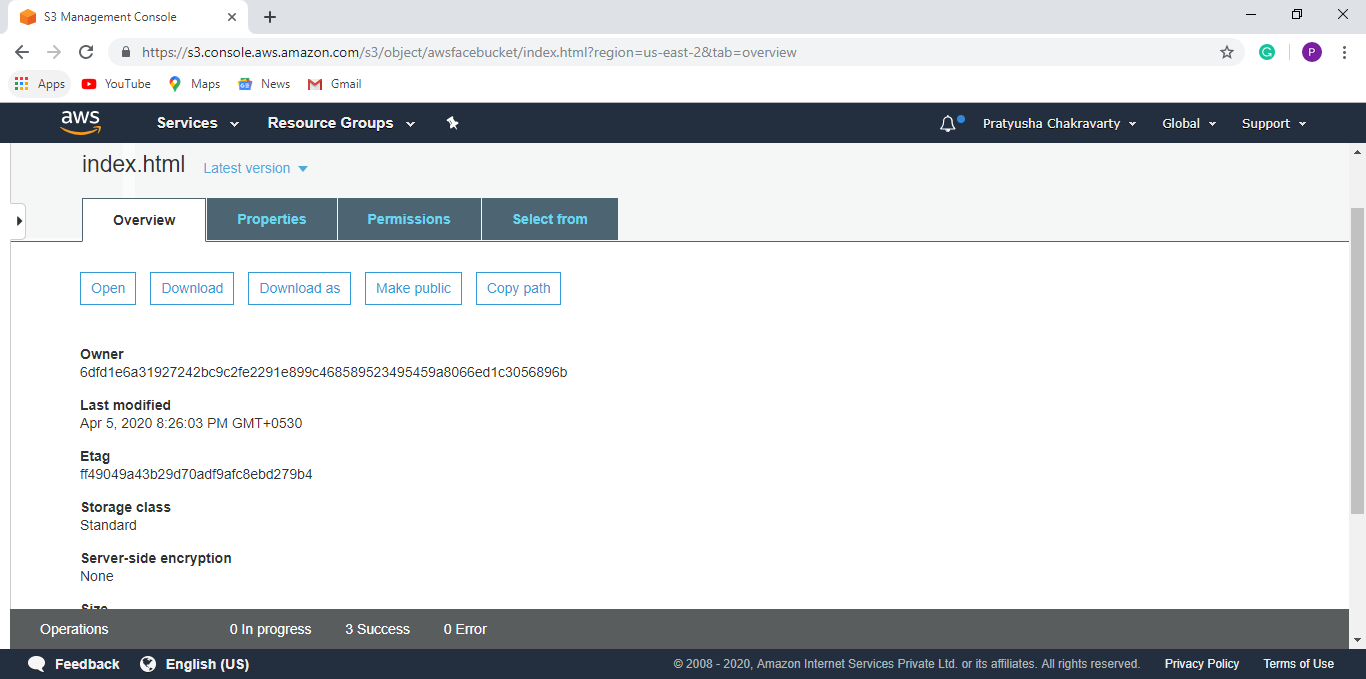 S3 Management Console
https://s3.console.aws.amazon.com/s3/object/awsfacebucket/index.html?region=us-east-2&tab=overview
G P
Apps YouTube Maps News Gmail
aws Services Resource Groups Pratyusha Chakravarty Global Support
index.html Latest version
Overview Properties Permissions Select from
Open Download Download as Make public Copy path
Owner
6dfd1e6a31927242bc9c2fe2291e899c468589523495459a8066ed1c3056896b
Last modified
Apr 5, 2020 8:26:03 PM GMT+0530
Etag
ff49049a43b29d70adf9afc8ebd279b4
Storage class
Standard
Server-side encryption
None
Size
Operations 0 In progress 3 Success 0 Error
Feedback English (US) © 2008 - 2020, Amazon Internet Services Private Ltd. or its affiliates. All rights reserved. Privacy Policy Terms of Use